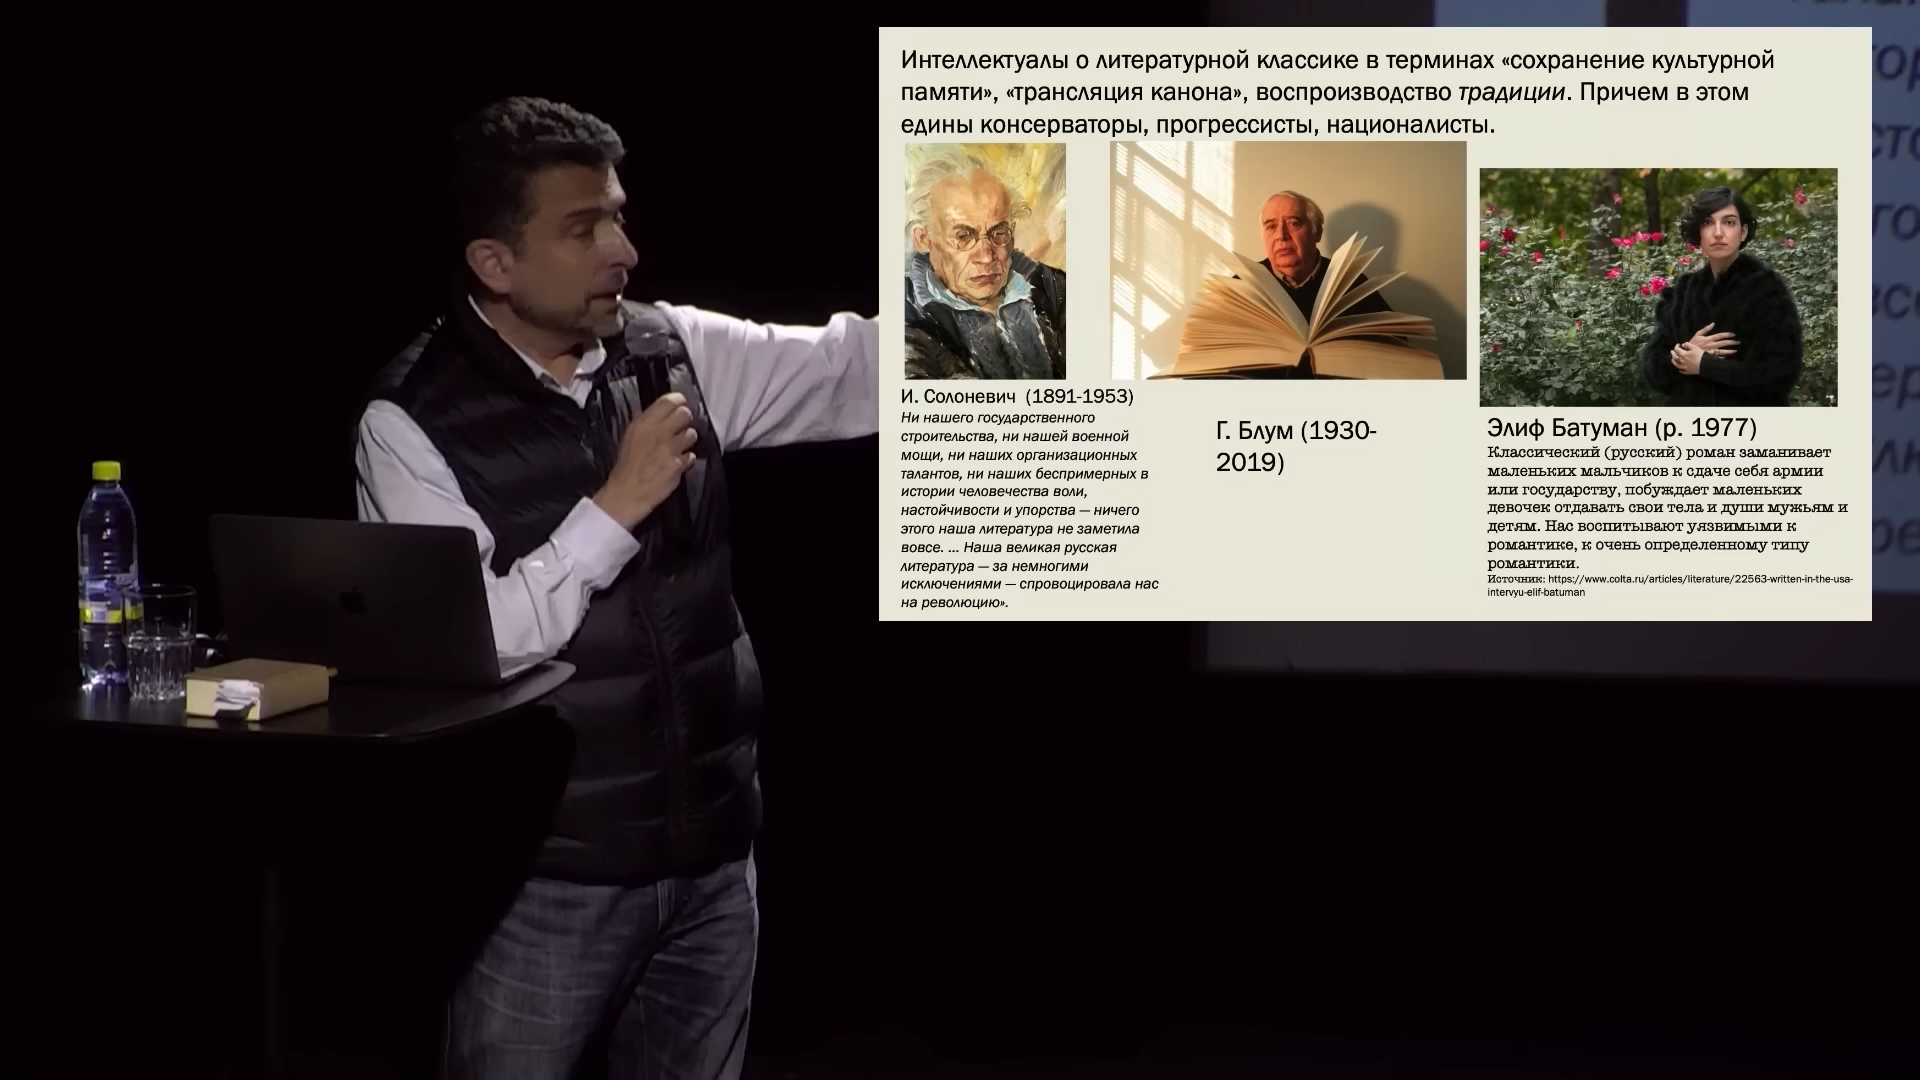 Интеллектуалы о литературной классике в терминах «сохранение культурной
памяти», «трансляция канона», воспроизводство традиции. Причем в этом
едины консерваторы, прогрессисты, националисты.
И. Солоневич (1891-1953)
Ни нашего государственного
строительства, ни нашей военной
мощи, ни наших организационных
талантов, ни наших беспримерных в
истории человечества воли,
настойчивости и упорства — ничего
этого наша литература не заметила
вовсе. ... Наша великая русская
литература — за немногими
исключениями — спровоцировала нас
на революцию».
Г. Блум (1930-
2019)
Элиф Батуман (р. 1977)
Классический (русский) роман заманивает
маленьких мальчиков к сдаче себя армии
или государству, побуждает маленьких
девочек отдавать свои тела и души мужьям и
детям. Нас воспитывают уязвимыми к
романтике, к очень определенному типу
романтики.
Источник: https://www.colta.ru/articles/literature/22563-written-in-the-usa-
intervyu-elif-batuman